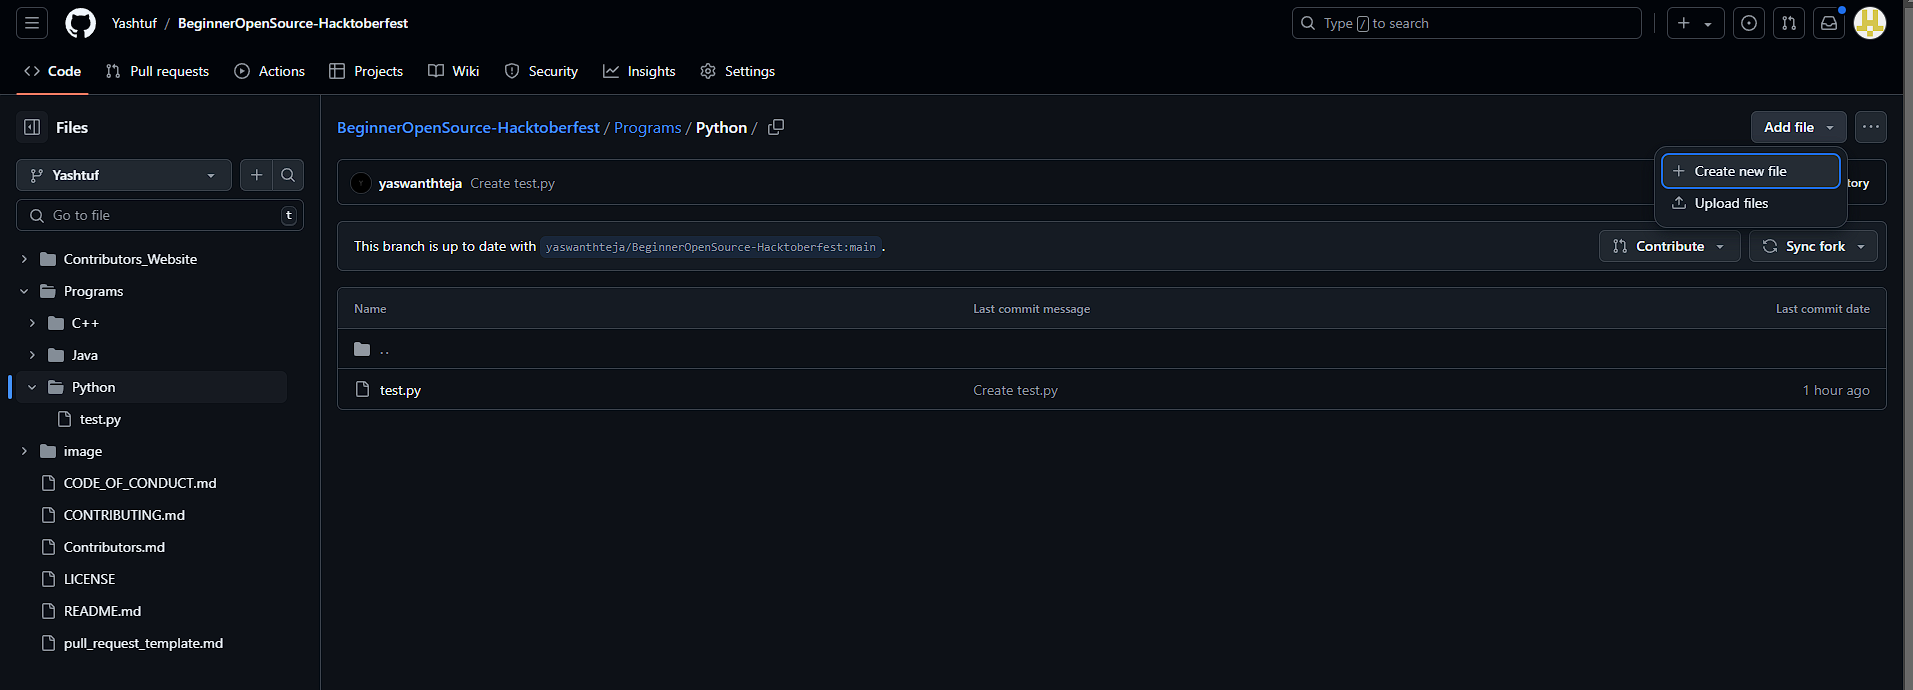 Yashtuf / BeginnerOpenSource-Hacktoberfest
Type / to search
Code Pull requests Actions Projects Wiki Security Insights Settings
Files
Yashtuf
Go to file t
Contributors_Website
Programs
C++
Java
Python
test.py
image
CODE_OF_CONDUCT.md
CONTRIBUTING.md
Contributors.md
LICENSE
README.md
pull_request_template.md
BeginnerOpenSource-Hacktoberfest / Programs / Python /
Add file
Create new file
Upload files
yaswanthteja Create test.py
tory
This branch is up to date with yaswanthteja/BeginnerOpenSource-Hacktoberfest:main .
Contribute Sync fork
Name Last commit message Last commit date
..
test.py Create test.py 1 hour ago